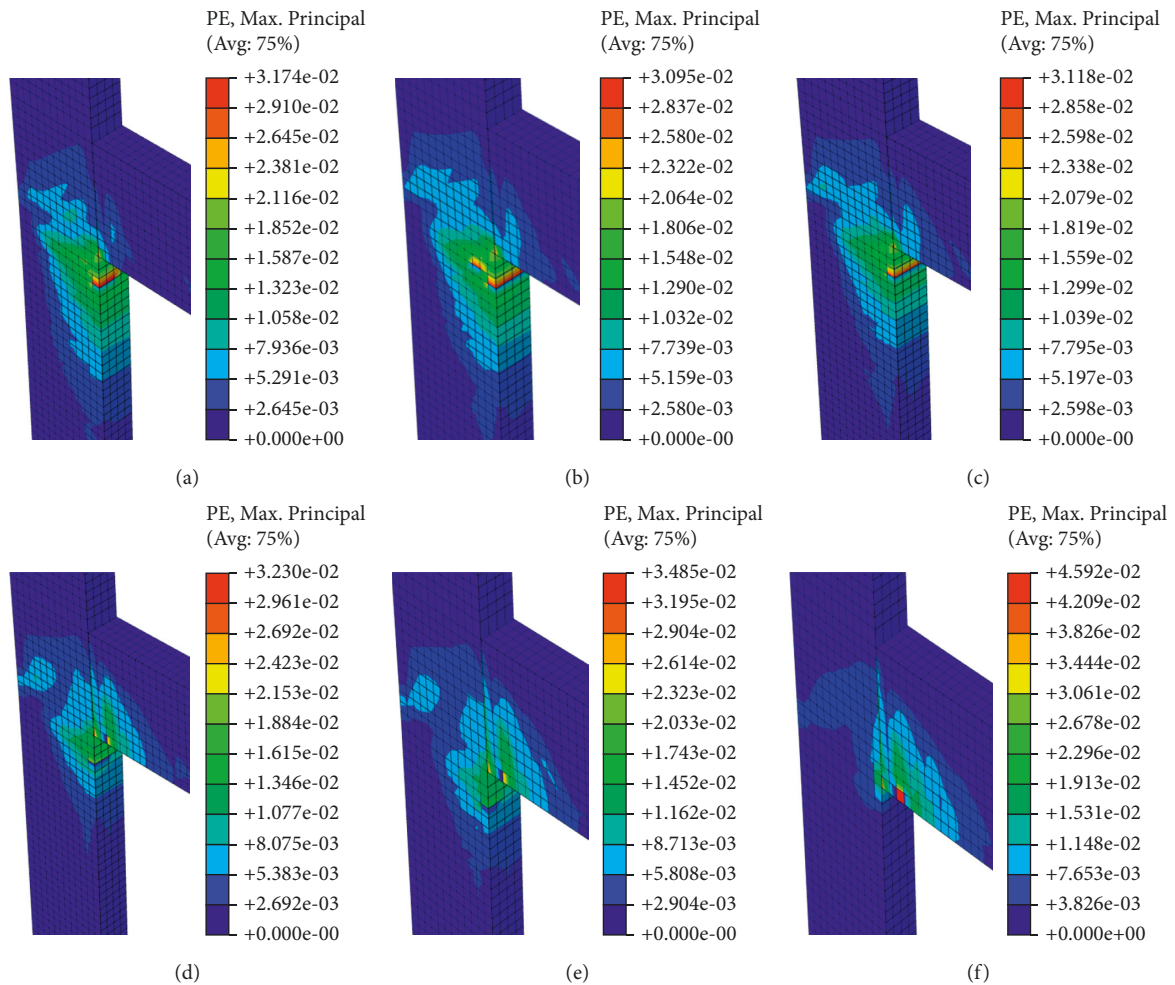 PE, Max. Principal
(Avg: 75%)
+3.174e-02
+2.910e-02
+2.645e-02
+2.381e-02
+2.116e-02
+1.852e-02
+1.587e-02
+1.323e-02
+1.058e-02
+7.936e-03
+5.291e-03
+2.645e-03
+0.000e+00
(a)
PE, Max. Principal
(Avg: 75%)
+3.095e-02
+2.837e-02
+2.580e-02
+2.322e-02
+2.064e-02
+1.806e-02
+1.548e-02
+1.290e-02
+1.032e-02
+7.739e-03
+5.159e-03
+2.580e-03
+0.000e-00
(b)
PE, Max. Principal
(Avg: 75%)
+3.118e-02
+2.858e-02
+2.598e-02
+2.338e-02
+2.079e-02
+1.819e-02
+1.559e-02
+1.299e-02
+1.039e-02
+7.795e-03
+5.197e-03
+2.598e-03
+0.000e-00
(c)
PE, Max. Principal
(Avg: 75%)
+3.230e-02
+2.961e-02
+2.692e-02
+2.423e-02
+2.153e-02
+1.884e-02
+1.615e-02
+1.346e-02
+1.077e-02
+8.075e-03
+5.383e-03
+2.692e-03
+0.000e-00
(d)
PE, Max. Principal
(Avg: 75%)
+3.485e-02
+3.195e-02
+2.904e-02
+2.614e-02
+2.323e-02
+2.033e-02
+1.743e-02
+1.452e-02
+1.162e-02
+8.713e-03
+5.808e-03
+2.904e-03
+0.000e-00
(e)
PE, Max. Principal
(Avg: 75%)
+4.592e-02
+4.209e-02
+3.826e-02
+3.444e-02
+3.061e-02
+2.678e-02
+2.296e-02
+1.913e-02
+1.531e-02
+1.148e-02
+7.653e-03
+3.826e-03
+0.000e+00
(f)